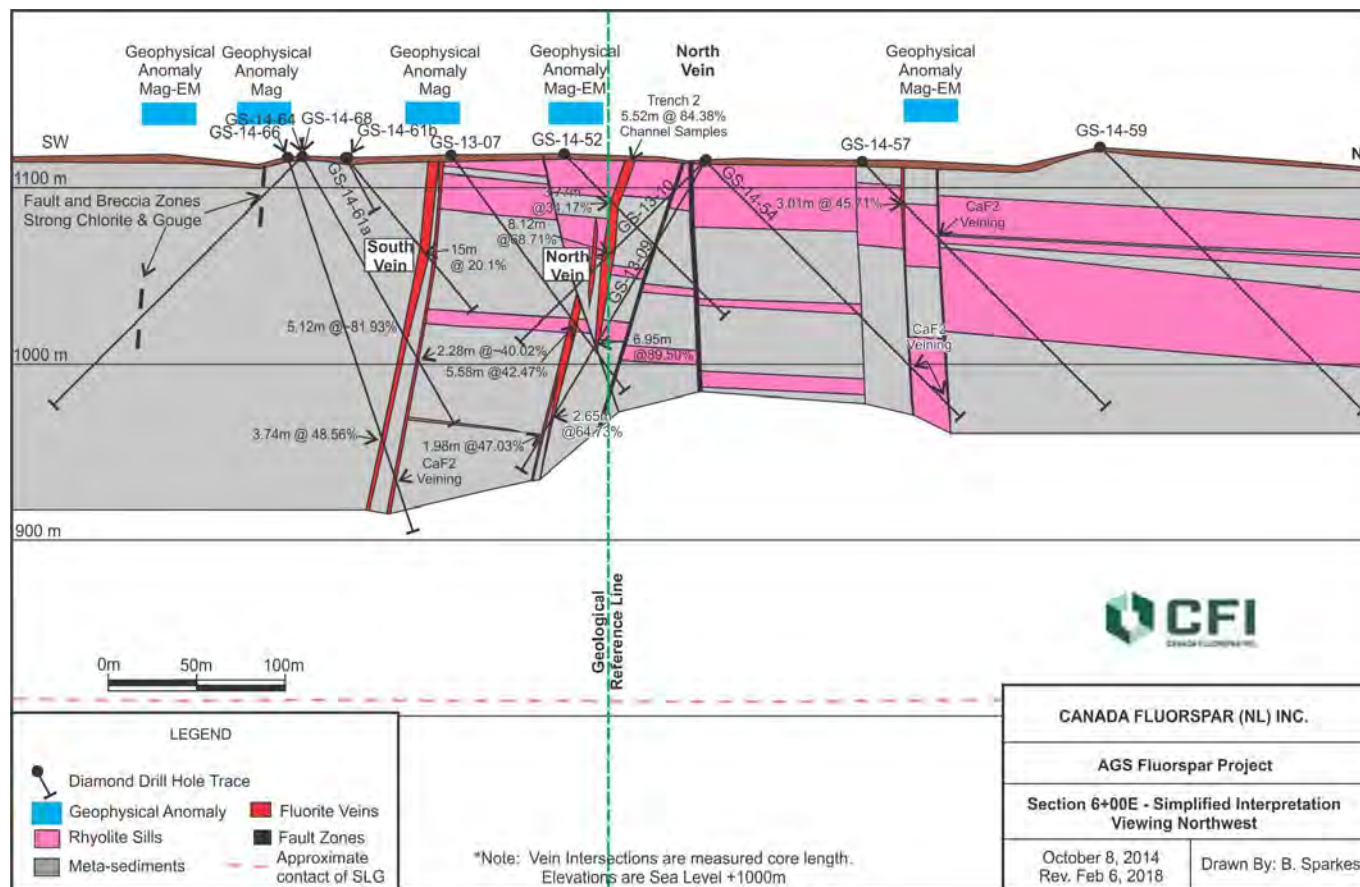 Geophysical
Anomaly
Mag-EM
Geophysical
Anomaly
Mag
Geophysical
Anomaly
Mag
Geophysical
Anomaly
Mag-EM
North
Vein
Geophysical
Anomaly
Mag-EM
Trench 2
5.52m @ 84.38%
Channel Samples
SW
GS-14-64
GS-14-66
GS-14-68
GS-14-61b
GS-13-07
GS-14-52
GS-14-57
GS-14-59
N
1100 m
Fault and Breccia Zones
Strong Chlorite & Gouge
GS-14-61a
South
Vein
15m
@ 20.1%
@31.17%
8.12m
@68.71%
North
Vein
GS-13-10
GS-13-09
GS-14-54
3.01m @ 45.71%
CaF2
Veining
5.12m @~81.93%
2.28m @~40.02%
5.58m @42.47%
6.95m
@89.50%
CaF2
Veining
1000 m
3.74m @ 48.56%
1.98m @47.03%
2.65m
@64.73%
CaF2
Veining
900 m
Geological
Reference Line
0m 50m 100m
CFI
CANADA FLUORSPAR INC.
LEGEND
Diamond Drill Hole Trace
Geophysical Anomaly
Fluorite Veins
Rhyolite Sills
Fault Zones
Meta-sediments
Approximate
contact of SLG
*Note: Vein Intersections are measured core length.
Elevations are Sea Level +1000m
CANADA FLUORSPAR (NL) INC.
AGS Fluorspar Project
Section 6+00E - Simplified Interpretation
Viewing Northwest
October 8, 2014
Rev. Feb 6, 2018
Drawn By: B. Sparkes